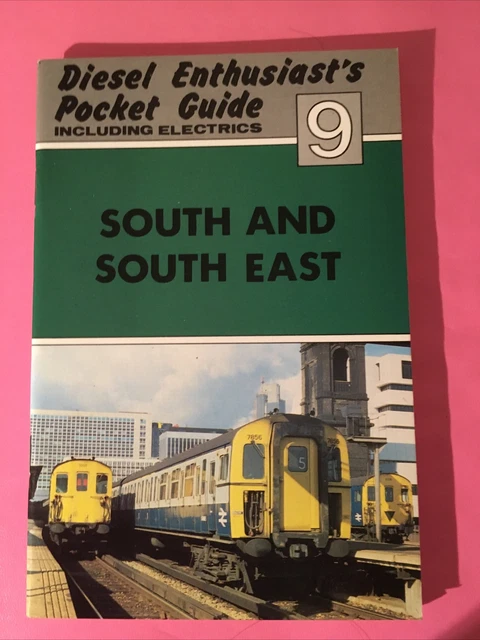 Diesel Enthusiast's
Pocket Guide
INCLUDING ELECTRICS
9
SOUTH AND
SOUTH EAST
7856
5